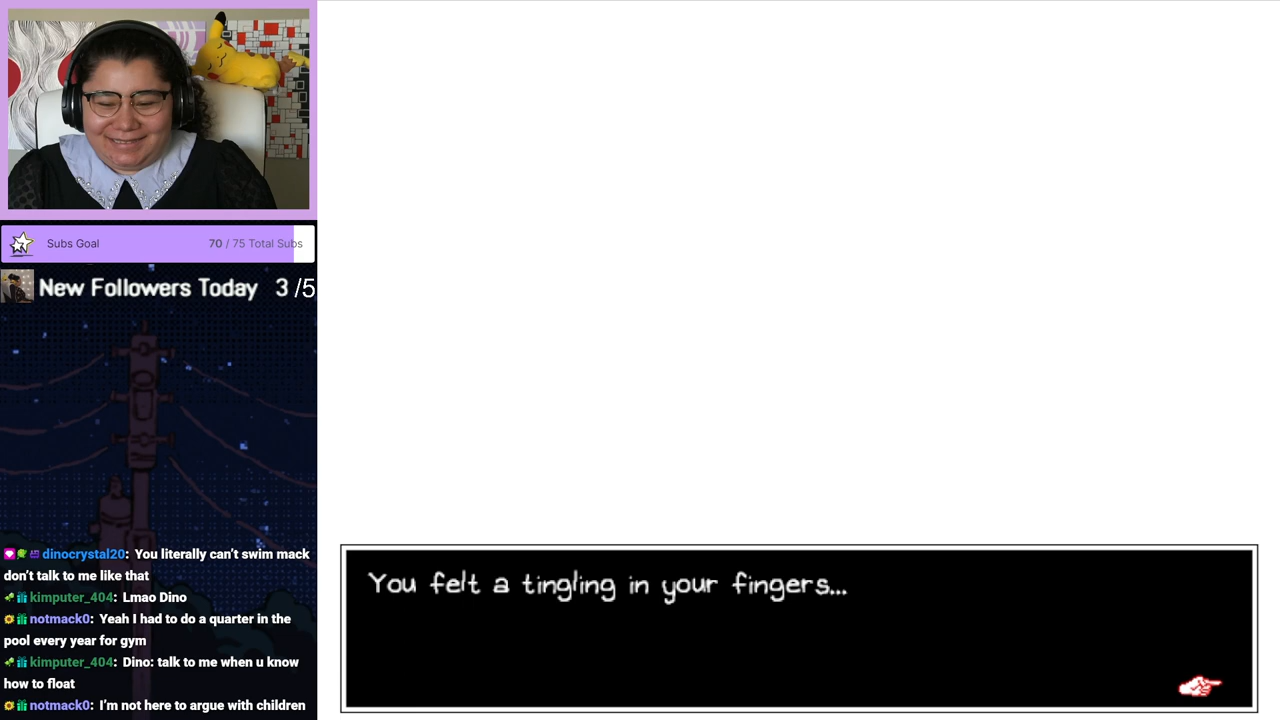 Subs Goal 70 / 75 Total Subs
New Followers Today 3 /5
dinocrystal20: You literally can't swim mack
don't talk to me like that
kimputer_404: Lmao Dino
notmack0: Yeah I had to do a quarter in the
pool every year for gym
kimputer_404: Dino: talk to me when u know
how to float
notmack0: I'm not here to argue with children
You felt a tingling in your fingers...